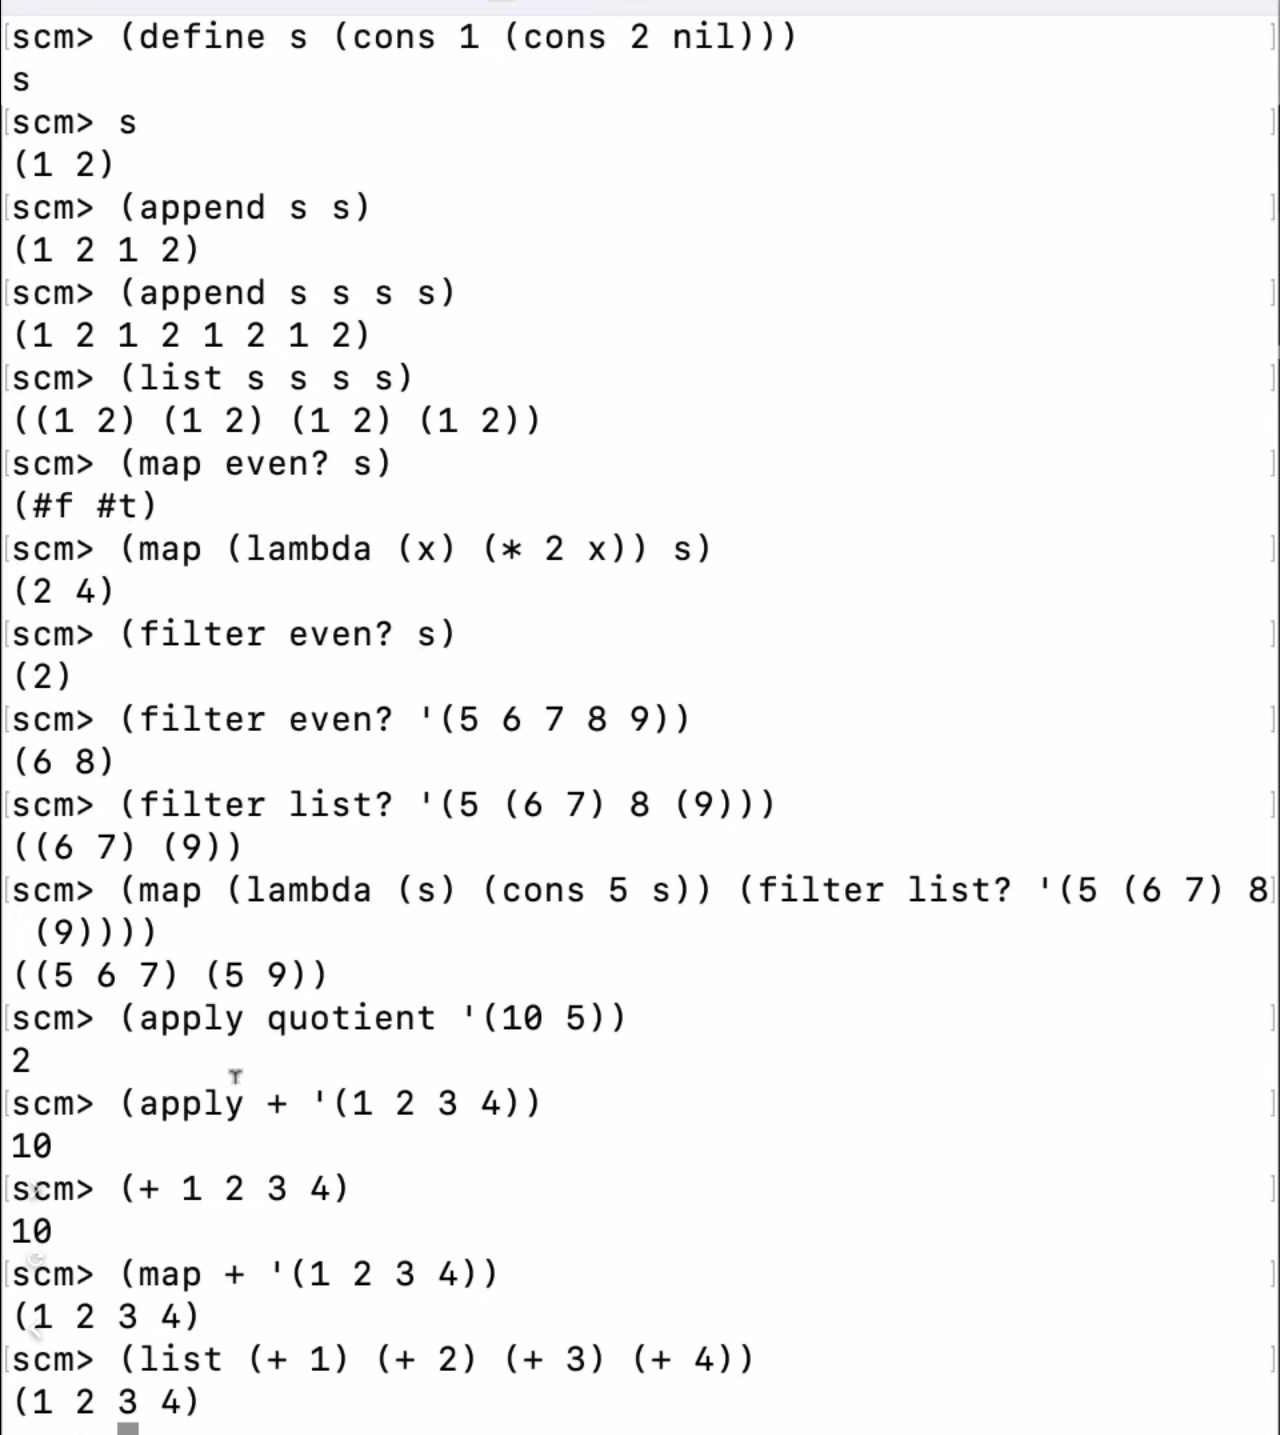 scm> (define s (cons 1 (cons 2 nil)))
s
scm> s
(1 2)
scm> (append s s)
(1 2 1 2)
scm> (append s s s s)
(1 2 1 2 1 2 1 2)
scm> (list s s s s)
((1 2) (1 2) (1 2) (1 2))
scm> (map even? s)
(#f #t)
scm> (map (lambda (x) (* 2 x)) s)
(2 4)
scm> (filter even? s)
(2)
scm> (filter even? '(5 6 7 8 9))
(6 8)
scm> (filter list? '(5 (6 7) 8 (9)))
((6 7) (9))
scm> (map (lambda (s) (cons 5 s)) (filter list? '(5 (6 7) 8
(9))))
((5 6 7) (5 9))
scm> (apply quotient '(10 5))
2
scm> (apply + '(1 2 3 4))
10
scm> (+ 1 2 3 4)
10
scm> (map + '(1 2 3 4))
(1 2 3 4)
scm> (list (+ 1) (+ 2) (+ 3) (+ 4))
(1 2 3 4)